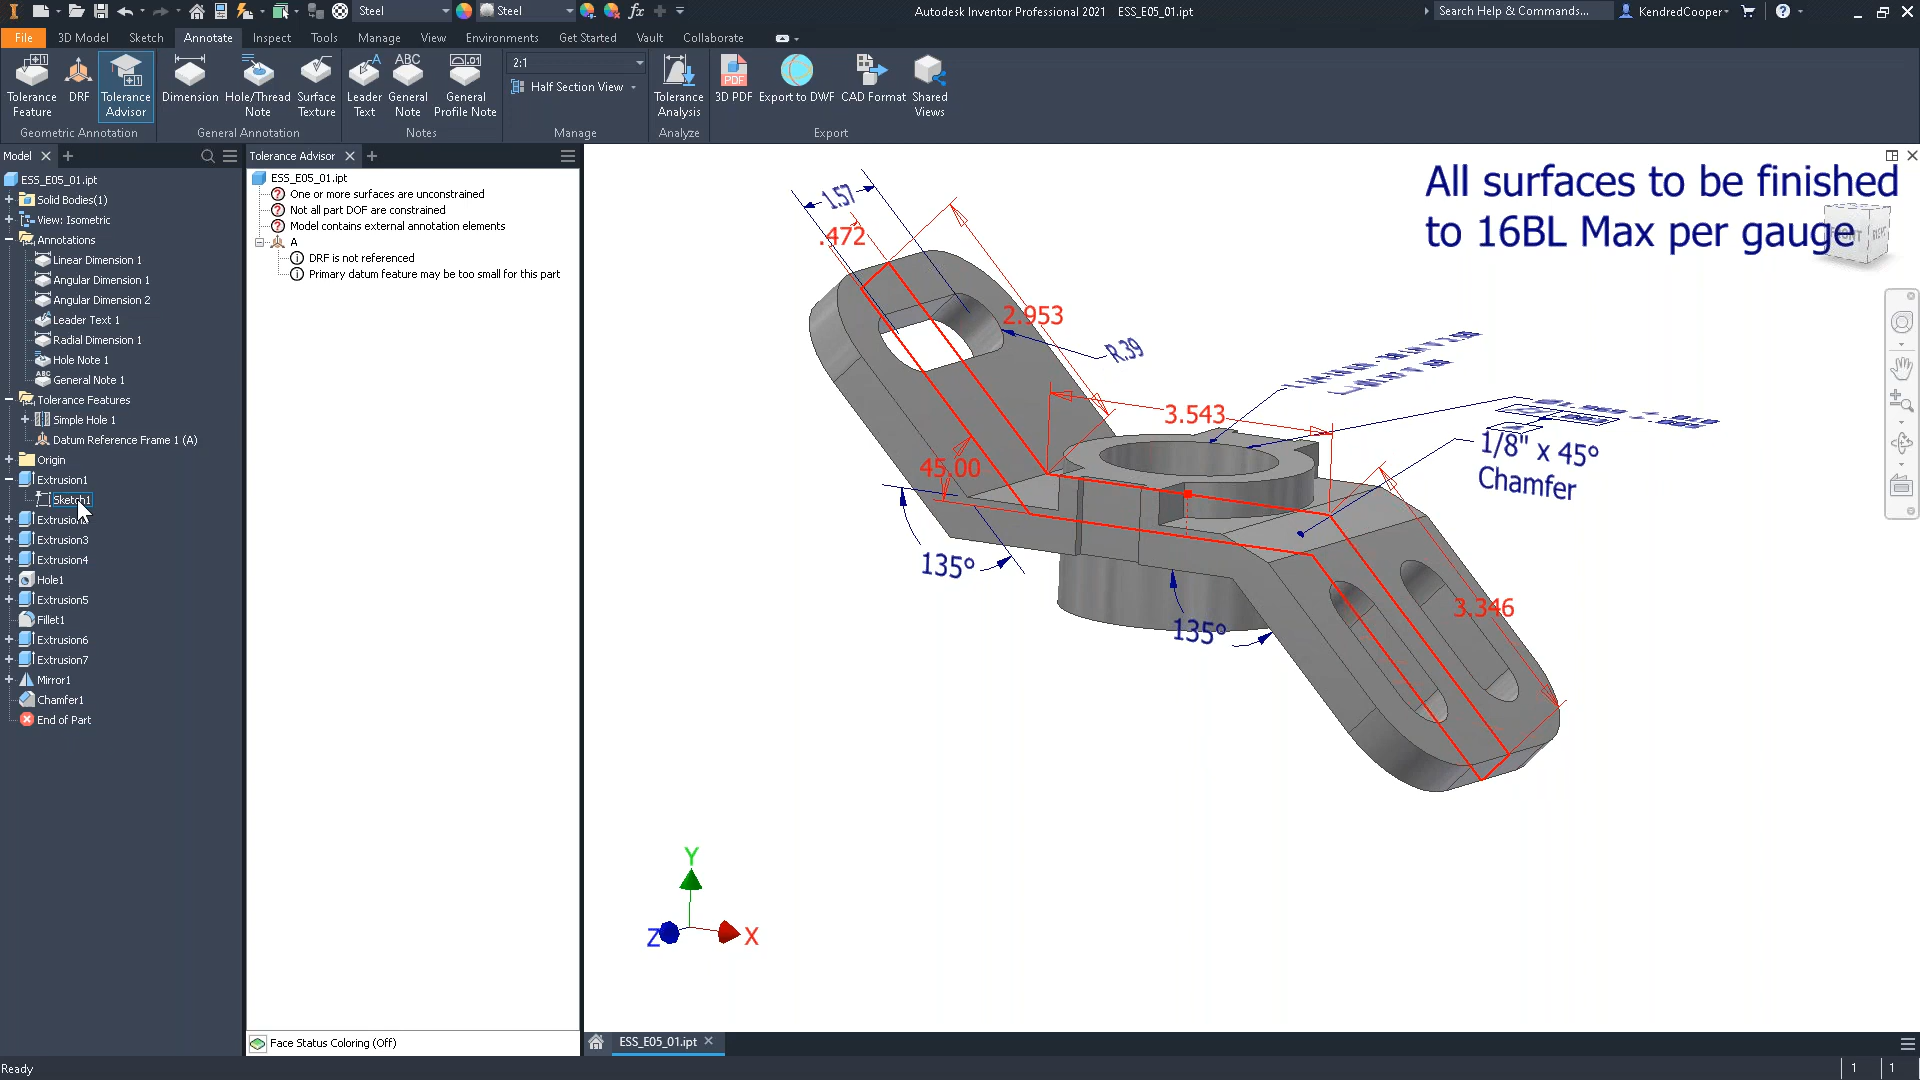 Steel
Steel
Autodesk Inventor Professional 2021 ESS_E05_01.ipt
Search Help & Commands...
KendredCooper
File 3D Model Sketch Annotate Inspect Tools Manage View Environments Get Started Vault Collaborate
Tolerance Feature
DRF
Tolerance Advisor
Dimension
Hole/Thread Note
Surface Texture
Leader Text
General Note
General Profile Note
2:1
Half Section View
Tolerance Analysis
3D PDF
Export to DWF
CAD Format
Shared Views
Geometric Annotation
General Annotation
Notes
Manage
Analyze
Export
Model
ESS_E05_01.ipt
Solid Bodies(1)
View: Isometric
Annotations
Linear Dimension 1
Angular Dimension 1
Angular Dimension 2
Leader Text 1
Radial Dimension 1
Hole Note 1
General Note 1
Tolerance Features
Simple Hole 1
Datum Reference Frame 1 (A)
Origin
Extrusion1
Sketch1
Extrusion
Extrusion3
Extrusion4
Hole1
Extrusion5
Fillet1
Extrusion6
Extrusion7
Mirror1
Chamfer1
End of Part
Tolerance Advisor
ESS_E05_01.ipt
One or more surfaces are unconstrained
Not all part DOF are constrained
Model contains external annotation elements
A
DRF is not referenced
Primary datum feature may be too small for this part
Face Status Coloring (Off)
All surfaces to be finished
to 16BL Max per gauge
1.57
.472
2.953
R.39
3.543
45.00
1/8" x 45°
Chamfer
135°
135°
3.346
Y
Z
X
ESS_E05_01.ipt
Ready
1 1